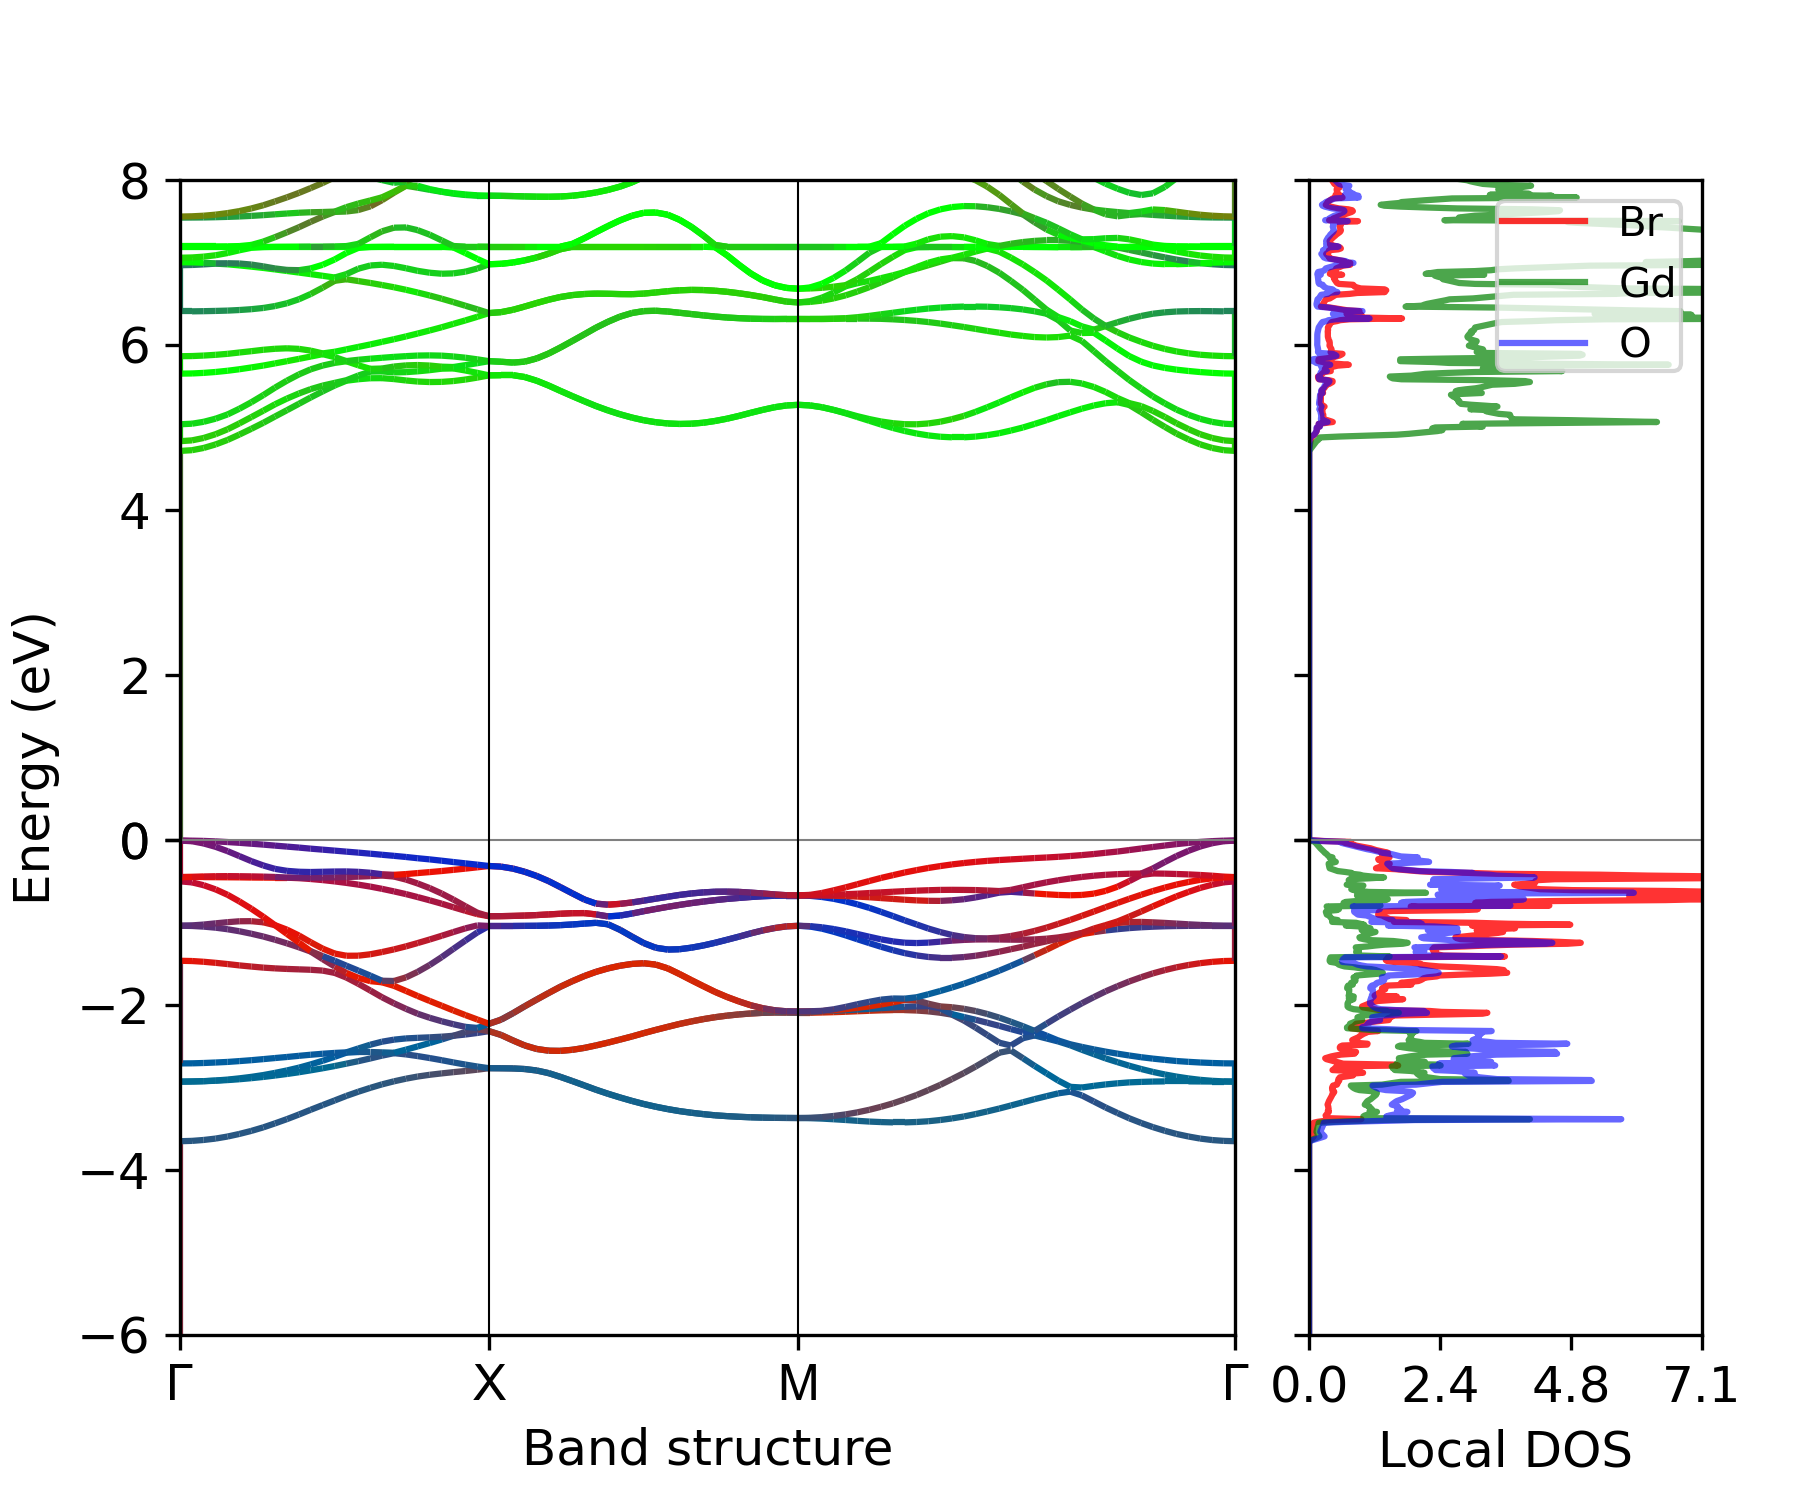 8
6
4
2
0
−2
−4
−6
Energy (eV)
Γ
X
M
Γ
Band structure
Br
Gd
O
0.0
2.4
4.8
7.1
Local DOS